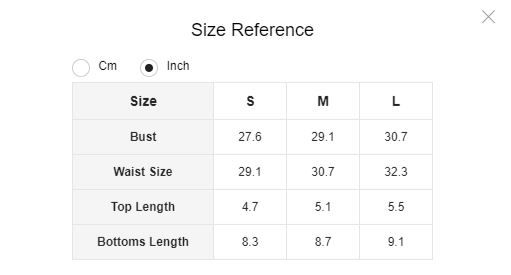 Size Reference
Cm Inch
Size S M L
Bust 27.6 29.1 30.7
Waist Size 29.1 30.7 32.3
Top Length 4.7 5.1 5.5
Bottoms Length 8.3 8.7 9.1